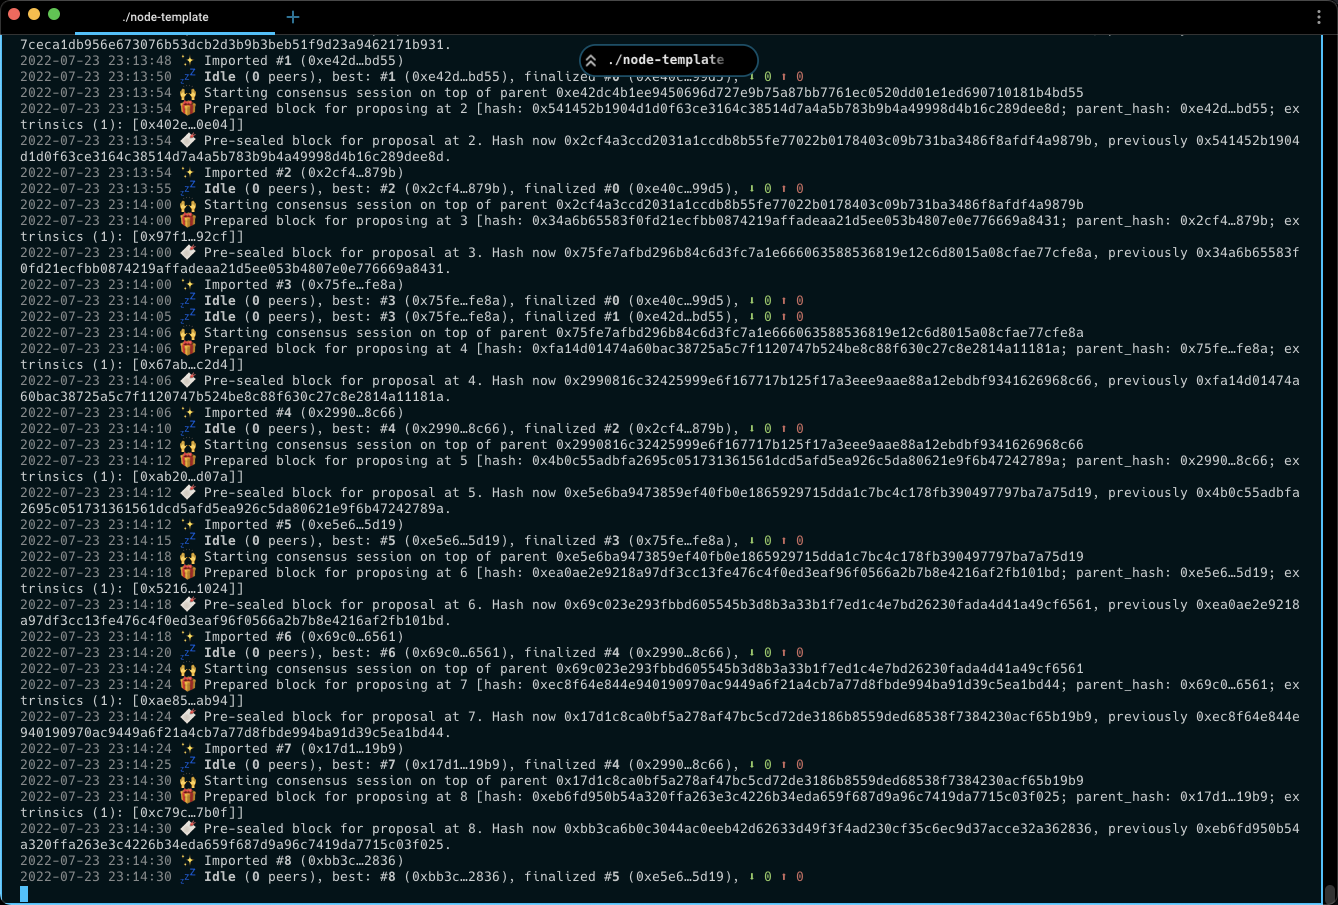 ./node-template
7ceca1db956e673076b53dcb2d3b9b3beb51f9d23a9462171b931.
./node-template
2022-07-23 23:13:48 ✨ Imported #1 (0xe42d…bd55)
2022-07-23 23:13:50 💤 Idle (0 peers), best: #1 (0xe42d…bd55), finalized #0 (0xe40c…99d5), ⬇ 0 ⬆ 0
2022-07-23 23:13:54 🙌 Starting consensus session on top of parent 0xe42dc4b1ee9450696d727e9b75a87bb7761ec0520dd01e1ed690710181b4bd55
2022-07-23 23:13:54 🎁 Prepared block for proposing at 2 [hash: 0x541452b1904d1d0f63ce3164c38514d7a4a5b783b9b4a49998d4b16c289dee8d; parent_hash: 0xe42d…bd55; ex
trinsics (1): [0x402e…0e04]]
2022-07-23 23:13:54 🔖 Pre-sealed block for proposal at 2. Hash now 0x2cf4a3ccd2031a1ccdb8b55fe77022b0178403c09b731ba3486f8afdf4a9879b, previously 0x541452b1904
d1d0f63ce3164c38514d7a4a5b783b9b4a49998d4b16c289dee8d.
2022-07-23 23:13:54 ✨ Imported #2 (0x2cf4…879b)
2022-07-23 23:13:55 💤 Idle (0 peers), best: #2 (0x2cf4…879b), finalized #0 (0xe40c…99d5), ⬇ 0 ⬆ 0
2022-07-23 23:14:00 🙌 Starting consensus session on top of parent 0x2cf4a3ccd2031a1ccdb8b55fe77022b0178403c09b731ba3486f8afdf4a9879b
2022-07-23 23:14:00 🎁 Prepared block for proposing at 3 [hash: 0x34a6b65583f0fd21ecfbb0874219affadeaa21d5ee053b4807e0e776669a8431; parent_hash: 0x2cf4…879b; ex
trinsics (1): [0x97f1…92cf]]
2022-07-23 23:14:00 🔖 Pre-sealed block for proposal at 3. Hash now 0x75fe7afbd296b84c6d3fc7a1e666063588536819e12c6d8015a08cfae77cfe8a, previously 0x34a6b65583f
0fd21ecfbb0874219affadeaa21d5ee053b4807e0e776669a8431.
2022-07-23 23:14:00 ✨ Imported #3 (0x75fe…fe8a)
2022-07-23 23:14:00 💤 Idle (0 peers), best: #3 (0x75fe…fe8a), finalized #0 (0xe40c…99d5), ⬇ 0 ⬆ 0
2022-07-23 23:14:05 💤 Idle (0 peers), best: #3 (0x75fe…fe8a), finalized #1 (0xe42d…bd55), ⬇ 0 ⬆ 0
2022-07-23 23:14:06 🙌 Starting consensus session on top of parent 0x75fe7afbd296b84c6d3fc7a1e666063588536819e12c6d8015a08cfae77cfe8a
2022-07-23 23:14:06 🎁 Prepared block for proposing at 4 [hash: 0xfa14d01474a60bac38725a5c7f1120747b524be8c88f630c27c8e2814a11181a; parent_hash: 0x75fe…fe8a; ex
trinsics (1): [0x67ab…c2d4]]
2022-07-23 23:14:06 🔖 Pre-sealed block for proposal at 4. Hash now 0x2990816c32425999e6f167717b125f17a3eee9aae88a12ebdbf9341626968c66, previously 0xfa14d01474a
60bac38725a5c7f1120747b524be8c88f630c27c8e2814a11181a.
2022-07-23 23:14:06 ✨ Imported #4 (0x2990…8c66)
2022-07-23 23:14:10 💤 Idle (0 peers), best: #4 (0x2990…8c66), finalized #2 (0x2cf4…879b), ⬇ 0 ⬆ 0
2022-07-23 23:14:12 🙌 Starting consensus session on top of parent 0x2990816c32425999e6f167717b125f17a3eee9aae88a12ebdbf9341626968c66
2022-07-23 23:14:12 🎁 Prepared block for proposing at 5 [hash: 0x4b0c55adbfa2695c051731361561dcd5afd5ea926c5da80621e9f6b47242789a; parent_hash: 0x2990…8c66; ex
trinsics (1): [0xab20…d07a]]
2022-07-23 23:14:12 🔖 Pre-sealed block for proposal at 5. Hash now 0xe5e6ba9473859ef40fb0e1865929715dda1c7bc4c178fb390497797ba7a75d19, previously 0x4b0c55adbfa
2695c051731361561dcd5afd5ea926c5da80621e9f6b47242789a.
2022-07-23 23:14:12 ✨ Imported #5 (0xe5e6…5d19)
2022-07-23 23:14:15 💤 Idle (0 peers), best: #5 (0xe5e6…5d19), finalized #3 (0x75fe…fe8a), ⬇ 0 ⬆ 0
2022-07-23 23:14:18 🙌 Starting consensus session on top of parent 0xe5e6ba9473859ef40fb0e1865929715dda1c7bc4c178fb390497797ba7a75d19
2022-07-23 23:14:18 🎁 Prepared block for proposing at 6 [hash: 0xea0ae2e9218a97df3cc13fe476c4f0ed3eaf96f0566a2b7b8e4216af2fb101bd; parent_hash: 0xe5e6…5d19; ex
trinsics (1): [0x5216…1024]]
2022-07-23 23:14:18 🔖 Pre-sealed block for proposal at 6. Hash now 0x69c023e293fbbd605545b3d8b3a33b1f7ed1c4e7bd26230fada4d41a49cf6561, previously 0xea0ae2e9218
a97df3cc13fe476c4f0ed3eaf96f0566a2b7b8e4216af2fb101bd.
2022-07-23 23:14:18 ✨ Imported #6 (0x69c0…6561)
2022-07-23 23:14:20 💤 Idle (0 peers), best: #6 (0x69c0…6561), finalized #4 (0x2990…8c66), ⬇ 0 ⬆ 0
2022-07-23 23:14:24 🙌 Starting consensus session on top of parent 0x69c023e293fbbd605545b3d8b3a33b1f7ed1c4e7bd26230fada4d41a49cf6561
2022-07-23 23:14:24 🎁 Prepared block for proposing at 7 [hash: 0xec8f64e844e940190970ac9449a6f21a4cb7a77d8fbde994ba91d39c5ea1bd44; parent_hash: 0x69c0…6561; ex
trinsics (1): [0xae85…ab94]]
2022-07-23 23:14:24 🔖 Pre-sealed block for proposal at 7. Hash now 0x17d1c8ca0bf5a278af47bc5cd72de3186b8559ded68538f7384230acf65b19b9, previously 0xec8f64e844e
940190970ac9449a6f21a4cb7a77d8fbde994ba91d39c5ea1bd44.
2022-07-23 23:14:24 ✨ Imported #7 (0x17d1…19b9)
2022-07-23 23:14:25 💤 Idle (0 peers), best: #7 (0x17d1…19b9), finalized #4 (0x2990…8c66), ⬇ 0 ⬆ 0
2022-07-23 23:14:30 🙌 Starting consensus session on top of parent 0x17d1c8ca0bf5a278af47bc5cd72de3186b8559ded68538f7384230acf65b19b9
2022-07-23 23:14:30 🎁 Prepared block for proposing at 8 [hash: 0xeb6fd950b54a320ffa263e3c4226b34eda659f687d9a96c7419da7715c03f025; parent_hash: 0x17d1…19b9; ex
trinsics (1): [0xc79c…7b0f]]
2022-07-23 23:14:30 🔖 Pre-sealed block for proposal at 8. Hash now 0xbb3ca6b0c3044ac0eeb42d62633d49f3f4ad230cf35c6ec9d37acce32a362836, previously 0xeb6fd950b54
a320ffa263e3c4226b34eda659f687d9a96c7419da7715c03f025.
2022-07-23 23:14:30 ✨ Imported #8 (0xbb3c…2836)
2022-07-23 23:14:30 💤 Idle (0 peers), best: #8 (0xbb3c…2836), finalized #5 (0xe5e6…5d19), ⬇ 0 ⬆ 0